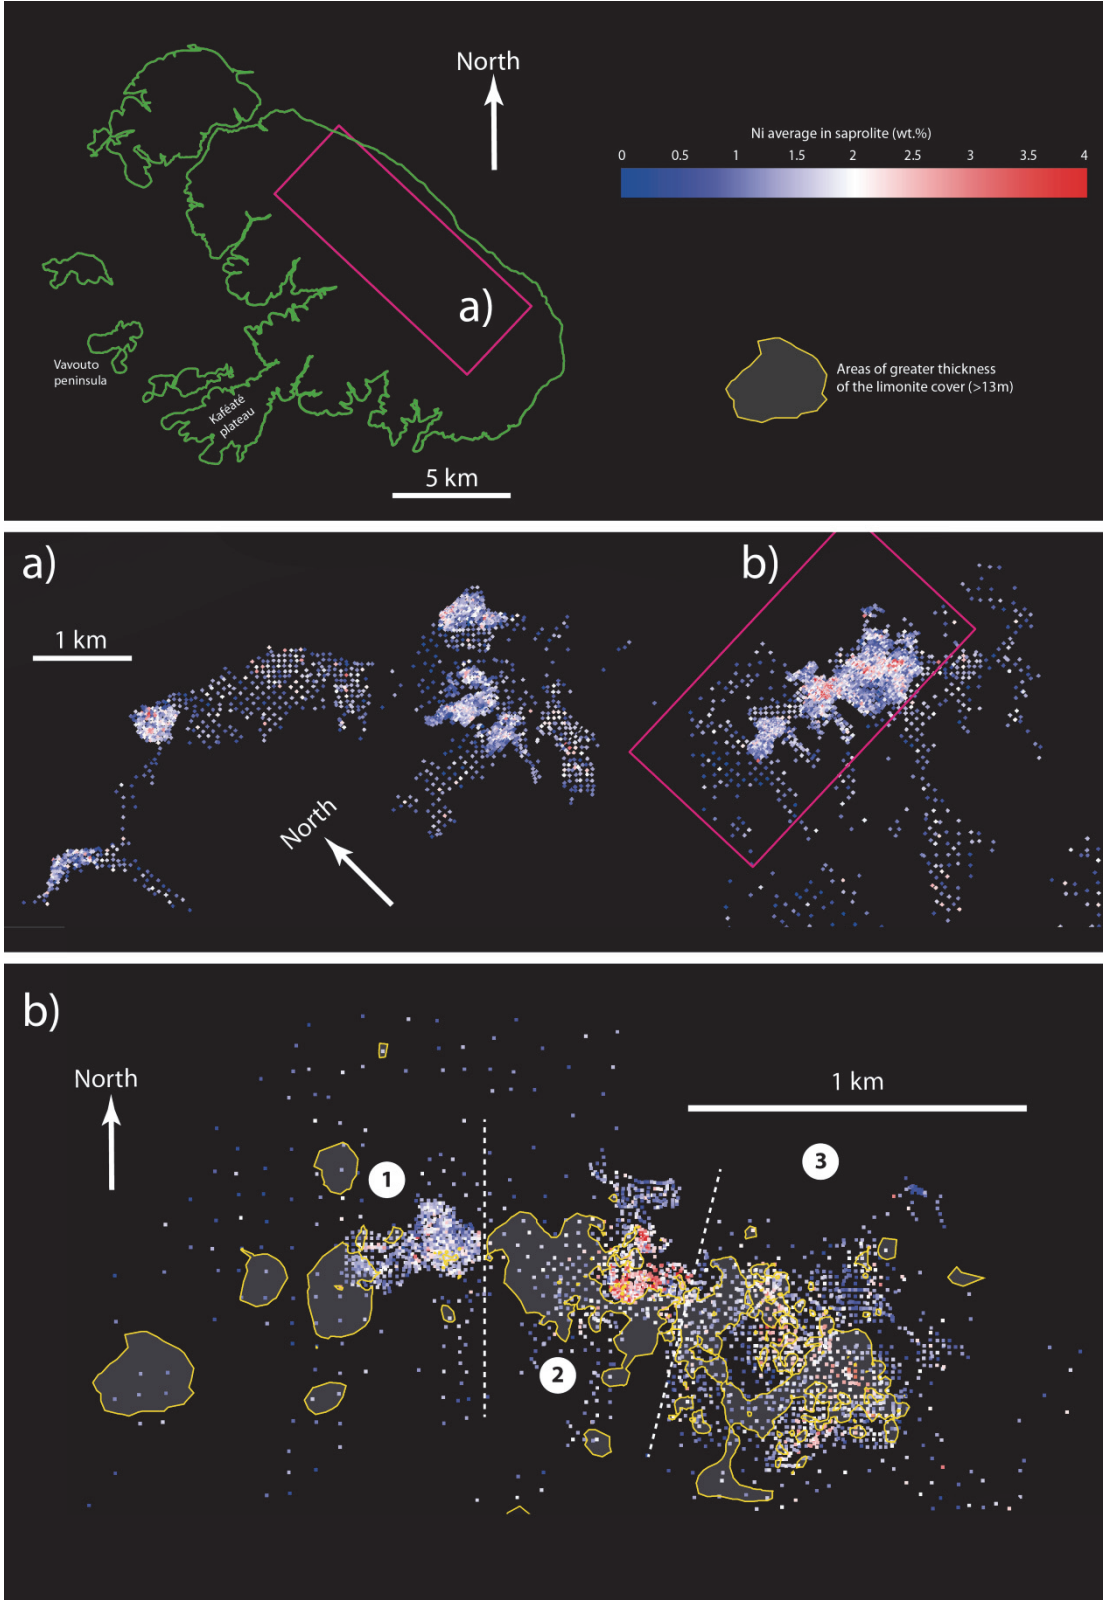 North
Ni average in saprolite (wt.%)
0 0.5 1 1.5 2 2.5 3 3.5 4
a)
Vavouto
peninsula
Kaféaté
plateau
Areas of greater thickness
of the limonite cover (>13m)
5 km
a)
b)
1 km
North
b)
North
1 km
3
1
2